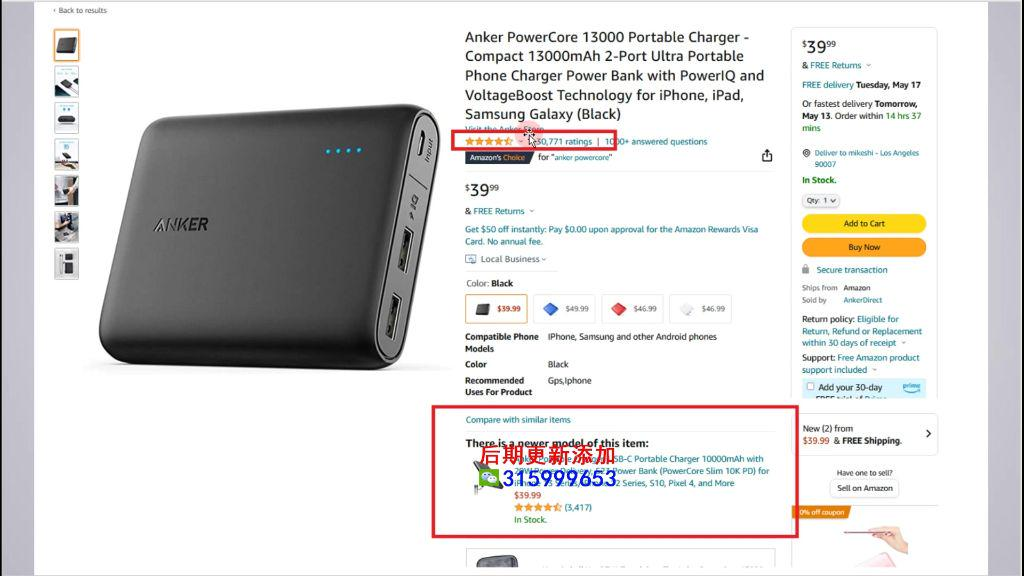 ‹ Back to results
Anker PowerCore 13000 Portable Charger -
Compact 13000mAh 2-Port Ultra Portable
Phone Charger Power Bank with PowerIQ and
VoltageBoost Technology for iPhone, iPad,
Samsung Galaxy (Black)
Visit the Anker Store
30,771 ratings | 1000+ answered questions
Amazon's Choice for "anker powercore"
$39.99
& FREE Returns
Get $50 off instantly: Pay $0.00 upon approval for the Amazon Rewards Visa
Card. No annual fee.
Local Business
Color: Black
$39.99 $49.99 $46.99 $46.99
Compatible Phone Models IPhone, Samsung and other Android phones
Color Black
Recommended Uses For Product Gps,Iphone
Compare with similar items
There is a newer model of this item:
后期更新添加
315999653
Portable Charger 10000mAh with
Power Bank (PowerCore Slim 10K PD) for
Series, S10, Pixel 4, and More
$39.99
(3,417)
In Stock.
ANKER
Input
$39.99
& FREE Returns
FREE delivery Tuesday, May 17
Or fastest delivery Tomorrow,
May 13. Order within 14 hrs 37
mins
Deliver to mikeshi - Los Angeles
90007
In Stock.
Qty: 1
Add to Cart
Buy Now
Secure transaction
Ships from Amazon
Sold by AnkerDirect
Return policy: Eligible for
Return, Refund or Replacement
within 30 days of receipt
Support: Free Amazon product
support included
Add your 30-day
prime
New (2) from
$39.99 & FREE Shipping.
Have one to sell?
Sell on Amazon
0% off coupon